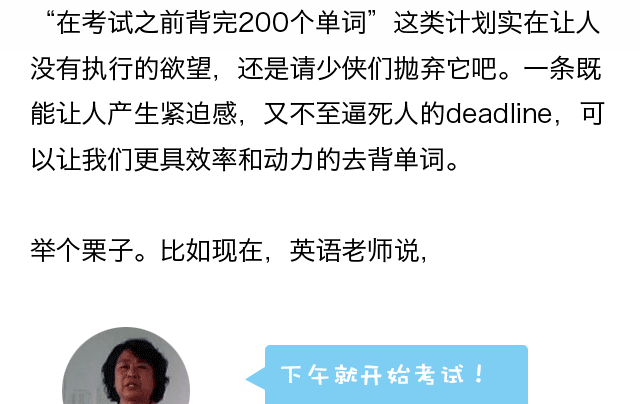 “在考试之前背完200个单词”这类计划实在让人
没有执行的欲望，还是请少侠们抛弃它吧。一条既
能让人产生紧迫感，又不至逼死人的deadline，可
以让我们更具效率和动力的去背单词。
举个栗子。比如现在，英语老师说，
下午就开始考试！